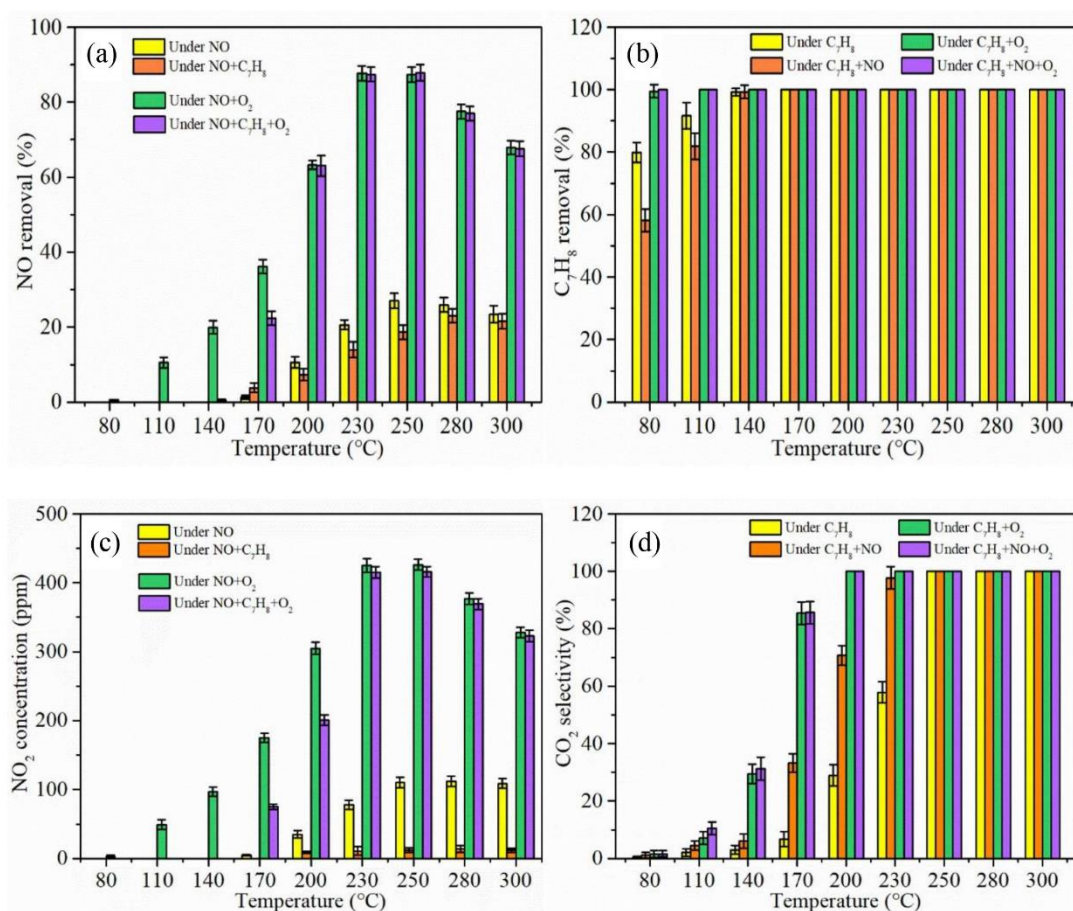 (a)
Under NO
Under NO+C₇H₈
Under NO+O₂
Under NO+C₇H₈+O₂
NO removal (%)
100
80
60
40
20
0
80 110 140 170 200 230 250 280 300
Temperature (°C)
(b)
Under C₇H₈
Under C₇H₈+NO
Under C₇H₈+O₂
Under C₇H₈+NO+O₂
C₇H₈ removal (%)
120
100
80
60
40
20
0
80 110 140 170 200 230 250 280 300
Temperature (°C)
(c)
Under NO
Under NO+C₇H₈
Under NO+O₂
Under NO+C₇H₈+O₂
NO₂ concentration (ppm)
500
400
300
200
100
0
80 110 140 170 200 230 250 280 300
Temperature (°C)
(d)
Under C₇H₈
Under C₇H₈+NO
Under C₇H₈+O₂
Under C₇H₈+NO+O₂
CO₂ selectivity (%)
120
100
80
60
40
20
0
80 110 140 170 200 230 250 280 300
Temperature (°C)